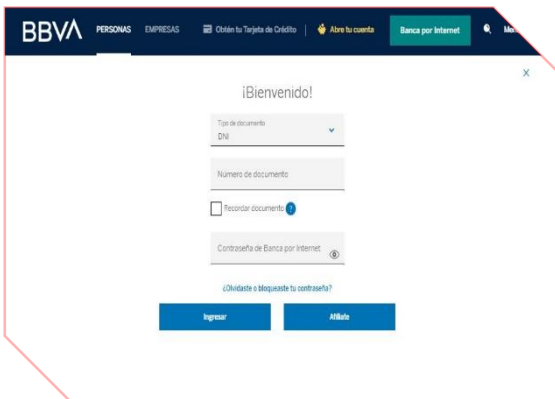 BBVA PERSONAS EMPRESAS Obtén tu Tarjeta de Crédito | Abre tu cuenta Banca por Internet
X
¡Bienvenido!
Tipo de documento
DNI
Número de documento
Recordar documento ?
Contraseña de Banca por Internet
¿Olvidaste o bloqueaste tu contraseña?
Ingresar Afíliate